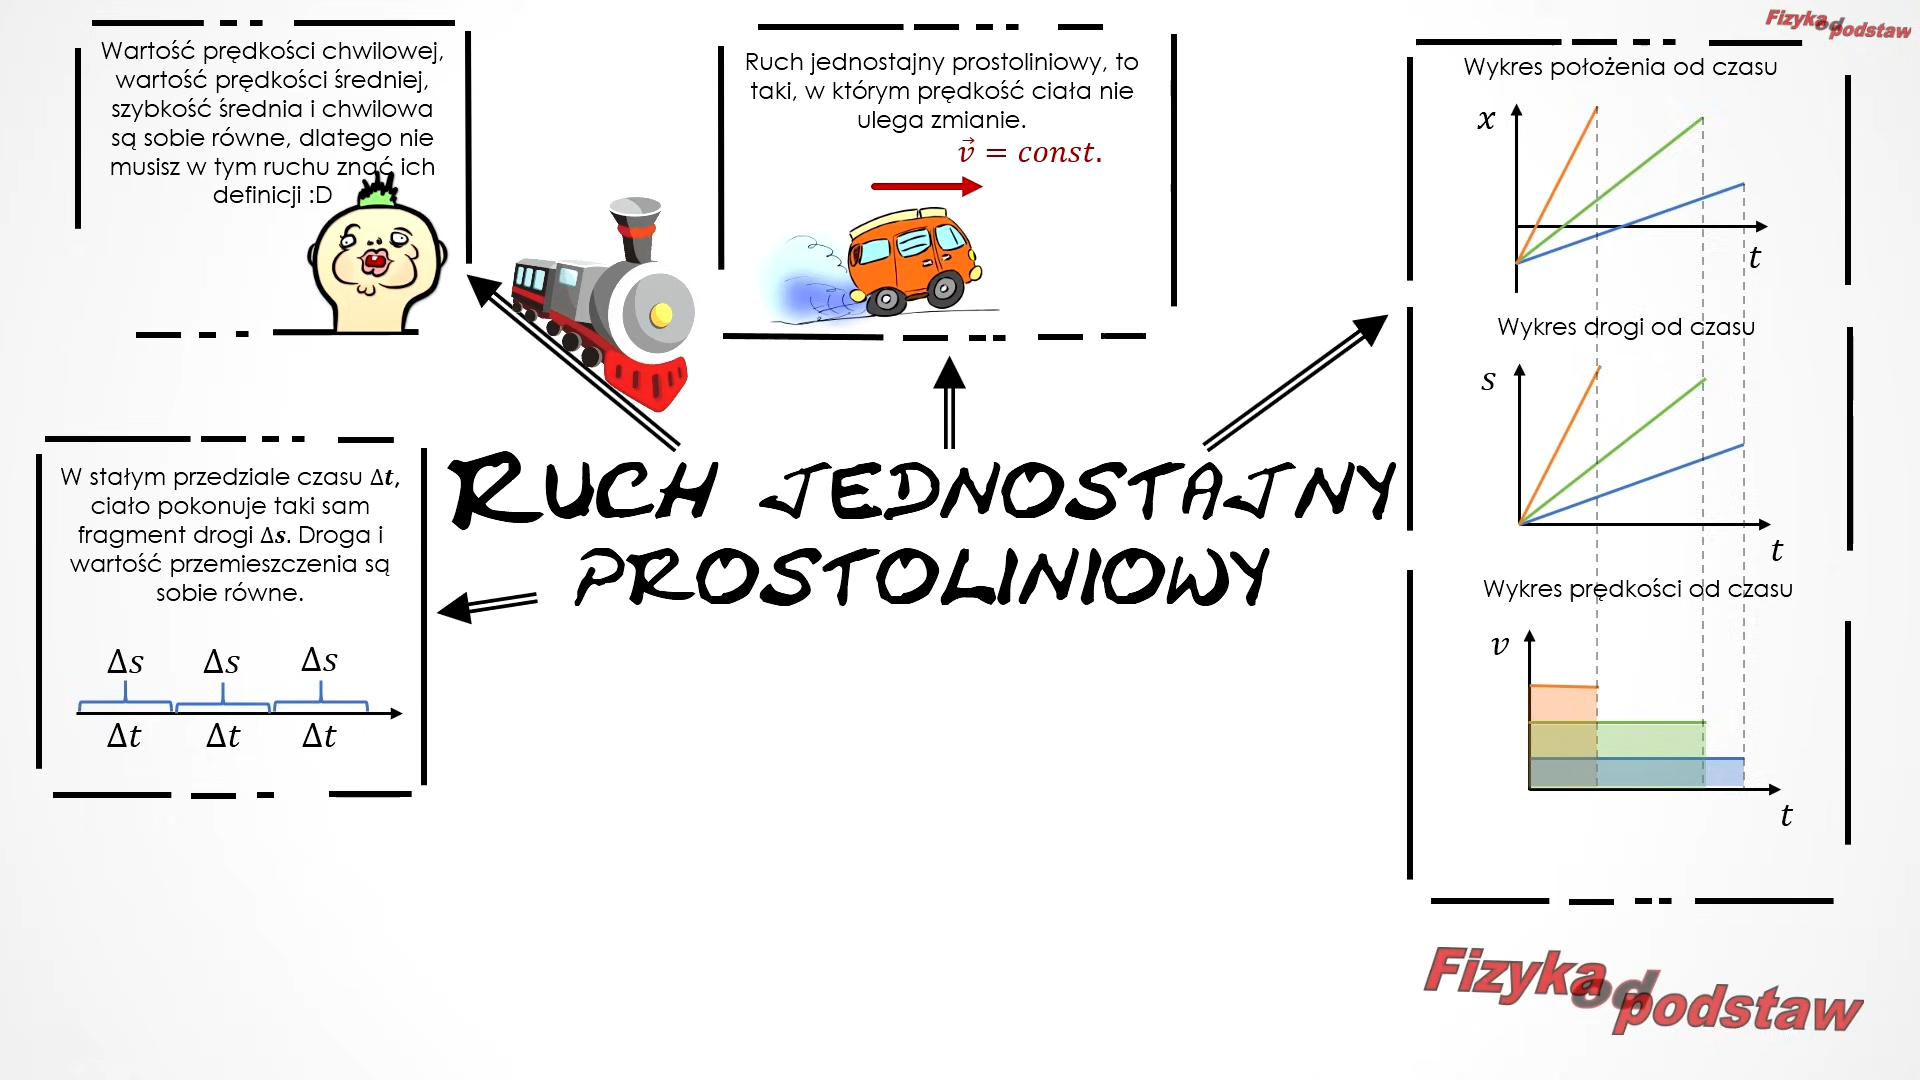 Fizyka od podstaw
Wartość prędkości chwilowej,
wartość prędkości średniej,
szybkość średnia i chwilowa
są sobie równe, dlatego nie
musisz w tym ruchu znać ich
definicji :D
Ruch jednostajny prostoliniowy, to
taki, w którym prędkość ciała nie
ulega zmianie.
v⃗ = const.
Wykres położenia od czasu
x
t
Wykres drogi od czasu
s
t
Wykres prędkości od czasu
v
t
RUCH JEDNOSTAJNY
PROSTOLINIOWY
W stałym przedziale czasu Δt,
ciało pokonuje taki sam
fragment drogi Δs. Droga i
wartość przemieszczenia są
sobie równe.
Δs Δs Δs
Δt Δt Δt
Fizyka od podstaw